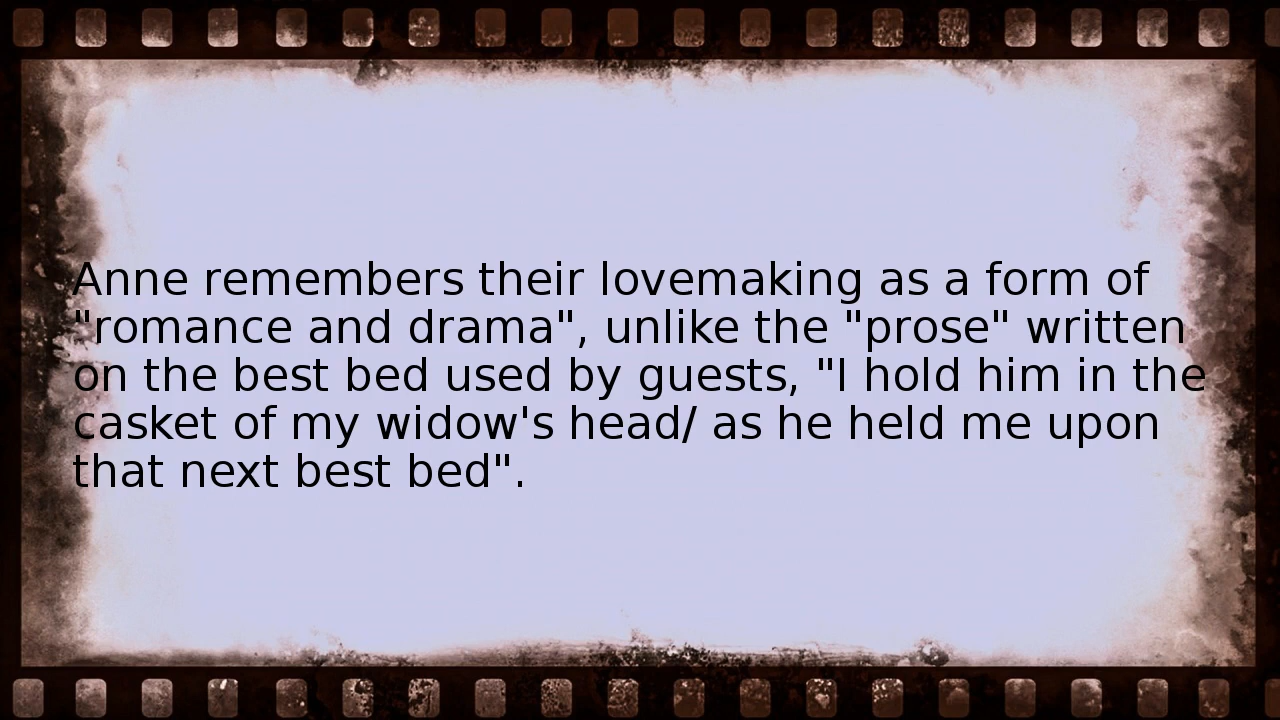 Anne remembers their lovemaking as a form of
"romance and drama", unlike the "prose" written
on the best bed used by guests, "I hold him in the
casket of my widow's head/ as he held me upon
that next best bed".